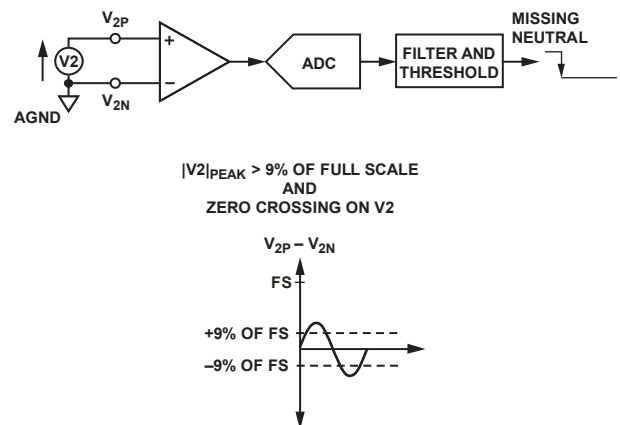 V2P
V2
V2N
AGND
+
−
ADC
FILTER AND
THRESHOLD
MISSING
NEUTRAL
|V2|PEAK > 9% OF FULL SCALE
AND
ZERO CROSSING ON V2
V2P – V2N
FS
+9% OF FS
–9% OF FS